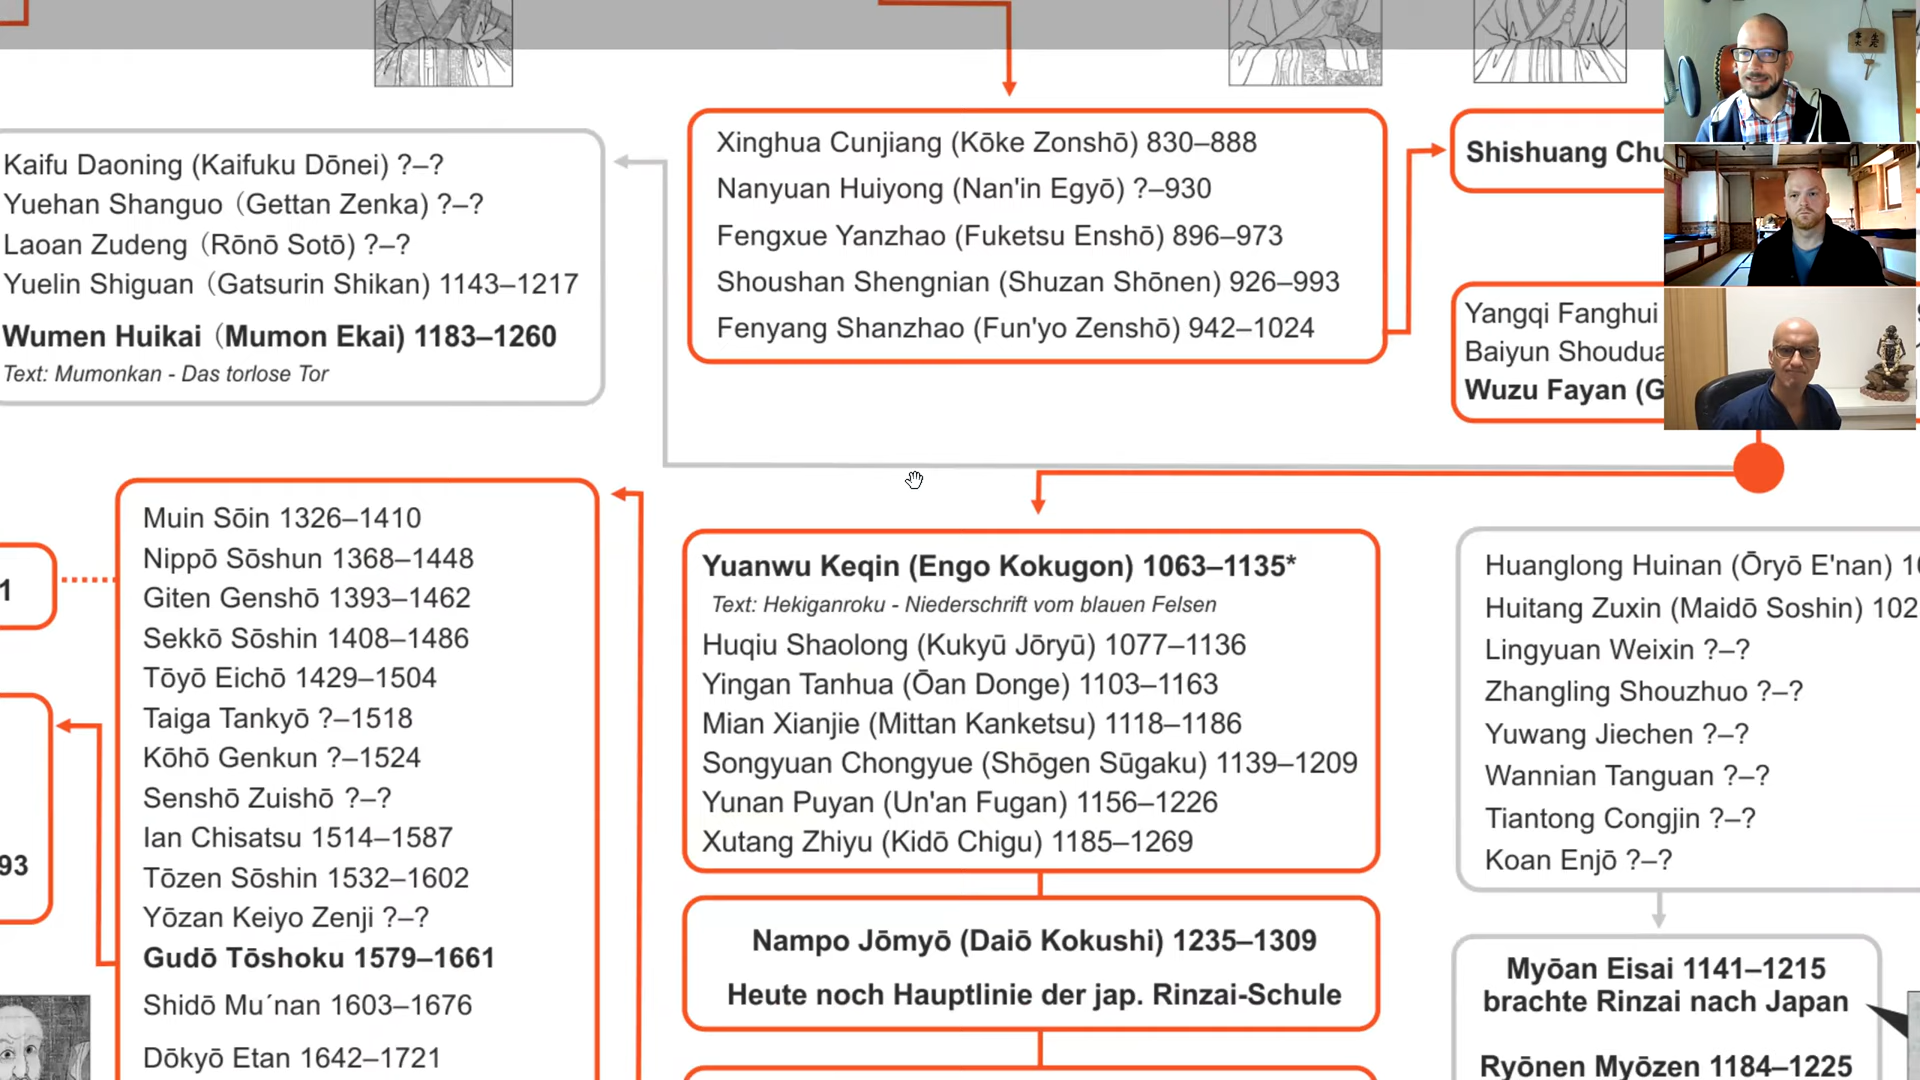 Kaifu Daoning (Kaifuku Dōnei) ?–?
Yuehan Shanguo（Gettan Zenka) ?–?
Laoan Zudeng（Rōnō Sotō) ?–?
Yuelin Shiguan（Gatsurin Shikan) 1143–1217
Wumen Huikai（Mumon Ekai) 1183–1260
Text: Mumonkan - Das torlose Tor
Xinghua Cunjiang (Kōke Zonshō) 830–888
Nanyuan Huiyong (Nan'in Egyō) ?–930
Fengxue Yanzhao (Fuketsu Enshō) 896–973
Shoushan Shengnian (Shuzan Shōnen) 926–993
Fenyang Shanzhao (Fun'yo Zenshō) 942–1024
Shishuang Chu
Yangqi Fanghui
Baiyun Shoudua
Wuzu Fayan (G
1
93
Muin Sōin 1326–1410
Nippō Sōshun 1368–1448
Giten Genshō 1393–1462
Sekkō Sōshin 1408–1486
Tōyō Eichō 1429–1504
Taiga Tankyō ?–1518
Kōhō Genkun ?–1524
Senshō Zuishō ?–?
Ian Chisatsu 1514–1587
Tōzen Sōshin 1532–1602
Yōzan Keiyo Zenji ?–?
Gudō Tōshoku 1579–1661
Shidō Mu´nan 1603–1676
Dōkyō Etan 1642–1721
Yuanwu Keqin (Engo Kokugon) 1063–1135*
Text: Hekiganroku - Niederschrift vom blauen Felsen
Huqiu Shaolong (Kukyū Jōryū) 1077–1136
Yingan Tanhua (Ōan Donge) 1103–1163
Mian Xianjie (Mittan Kanketsu) 1118–1186
Songyuan Chongyue (Shōgen Sūgaku) 1139–1209
Yunan Puyan (Un'an Fugan) 1156–1226
Xutang Zhiyu (Kidō Chigu) 1185–1269
Nampo Jōmyō (Daiō Kokushi) 1235–1309
Heute noch Hauptlinie der jap. Rinzai-Schule
Huanglong Huinan (Ōryō E'nan) 10
Huitang Zuxin (Maidō Soshin) 102
Lingyuan Weixin ?–?
Zhangling Shouzhuo ?–?
Yuwang Jiechen ?–?
Wannian Tanguan ?–?
Tiantong Congjin ?–?
Koan Enjō ?–?
Myōan Eisai 1141–1215
brachte Rinzai nach Japan
Ryōnen Myōzen 1184–1225